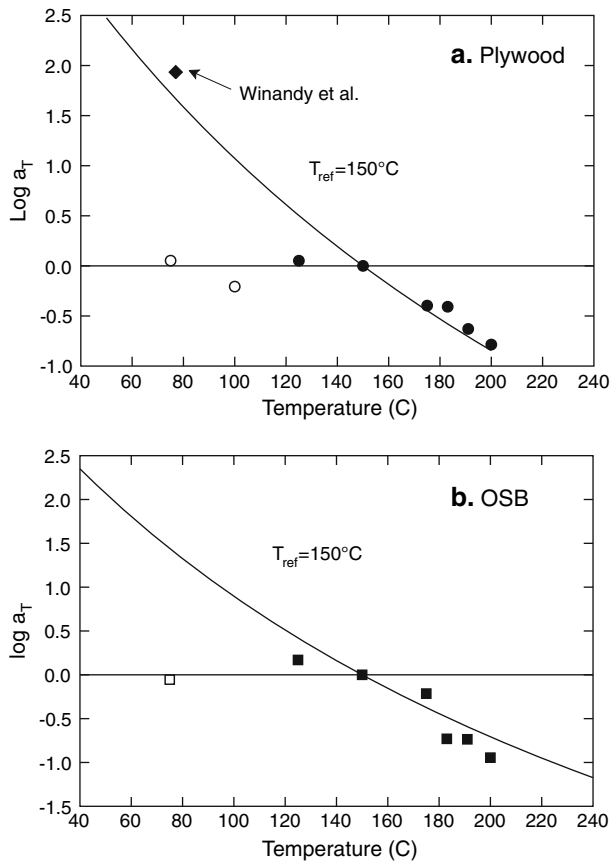 a. Plywood
Winandy et al.
T_ref=150°C
Log a_T
2.5
2.0
1.5
1.0
0.5
0.0
-0.5
-1.0
40 60 80 100 120 140 160 180 200 220 240
Temperature (C)
b. OSB
T_ref=150°C
log a_T
2.5
2.0
1.5
1.0
0.5
0.0
-0.5
-1.0
-1.5
40 60 80 100 120 140 160 180 200 220 240
Temperature (C)